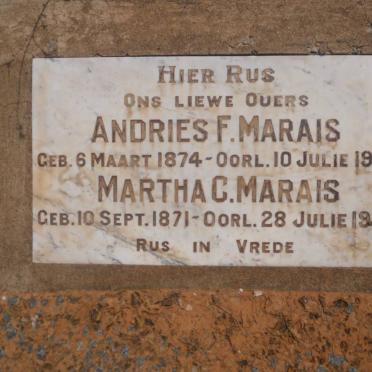 HIER RUS
ONS LIEWE OUERS
ANDRIES F. MARAIS
GEB. 6 MAART 1874 - OORL. 10 JULIE 19
MARTHA C. MARAIS
GEB. 10 SEPT. 1871 - OORL. 28 JULIE 19
RUS IN VREDE